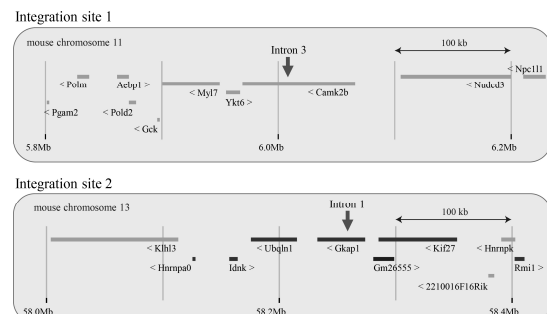 Integration site 1
mouse chromosome 11
Intron 3
100 kb
< Npc1l1
< Polm
Aebp1 >
< Myl7
< Camk2b
< Nudcd3
Ykt6 >
< Pgam2
< Pold2
< Gck
5.8Mb
6.0Mb
6.2Mb
Integration site 2
mouse chromosome 13
Intron 1
100 kb
< Klhl3
< Ubqln1
< Gkap1
< Kif27
< Hnrnpk
< Hnrnpa0
Idnk >
Gm26555 >
Rmi1 >
< 2210016F16Rik
58.0Mb
58.2Mb
58.4Mb